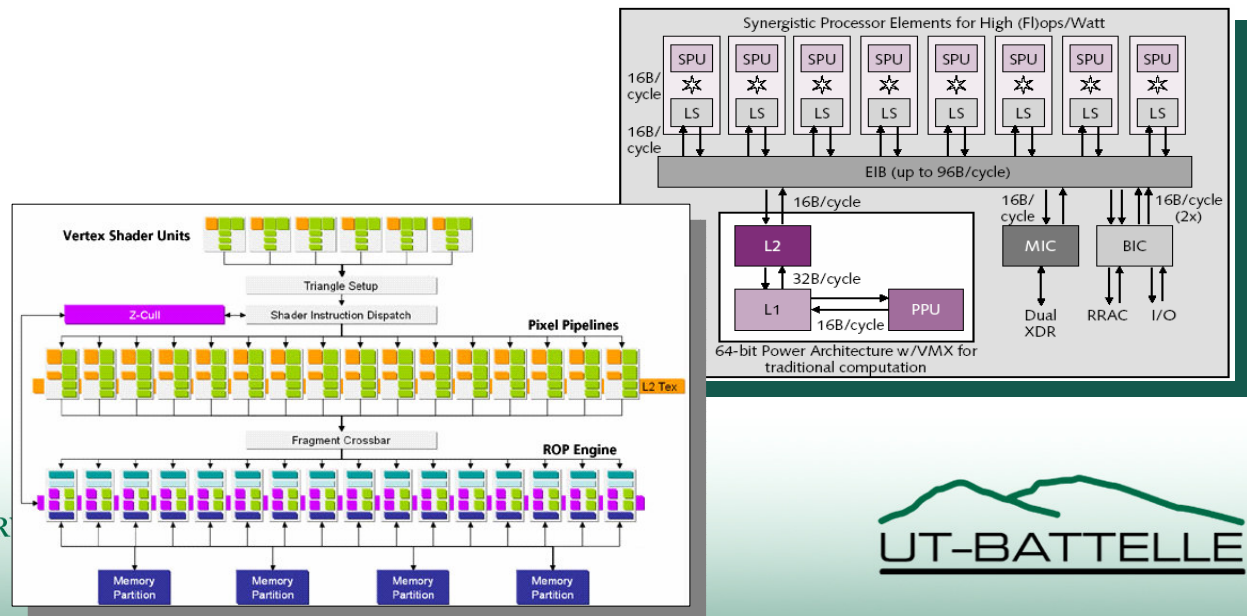 Synergistic Processor Elements for High (Fl)ops/Watt
SPU SPU SPU SPU SPU SPU SPU SPU
16B/
cycle
LS LS LS LS LS LS LS LS
16B/
cycle
EIB (up to 96B/cycle)
16B/cycle
16B/
cycle
16B/cycle
(2x)
L2
MIC
BIC
32B/cycle
L1
PPU
16B/cycle
Dual
XDR
RRAC
I/O
64-bit Power Architecture w/VMX for
traditional computation
Vertex Shader Units
Triangle Setup
Z-Cull
Shader Instruction Dispatch
Pixel Pipelines
L2 Tex
Fragment Crossbar
ROP Engine
Memory
Partition
Memory
Partition
Memory
Partition
Memory
Partition
UT-BATTELLE